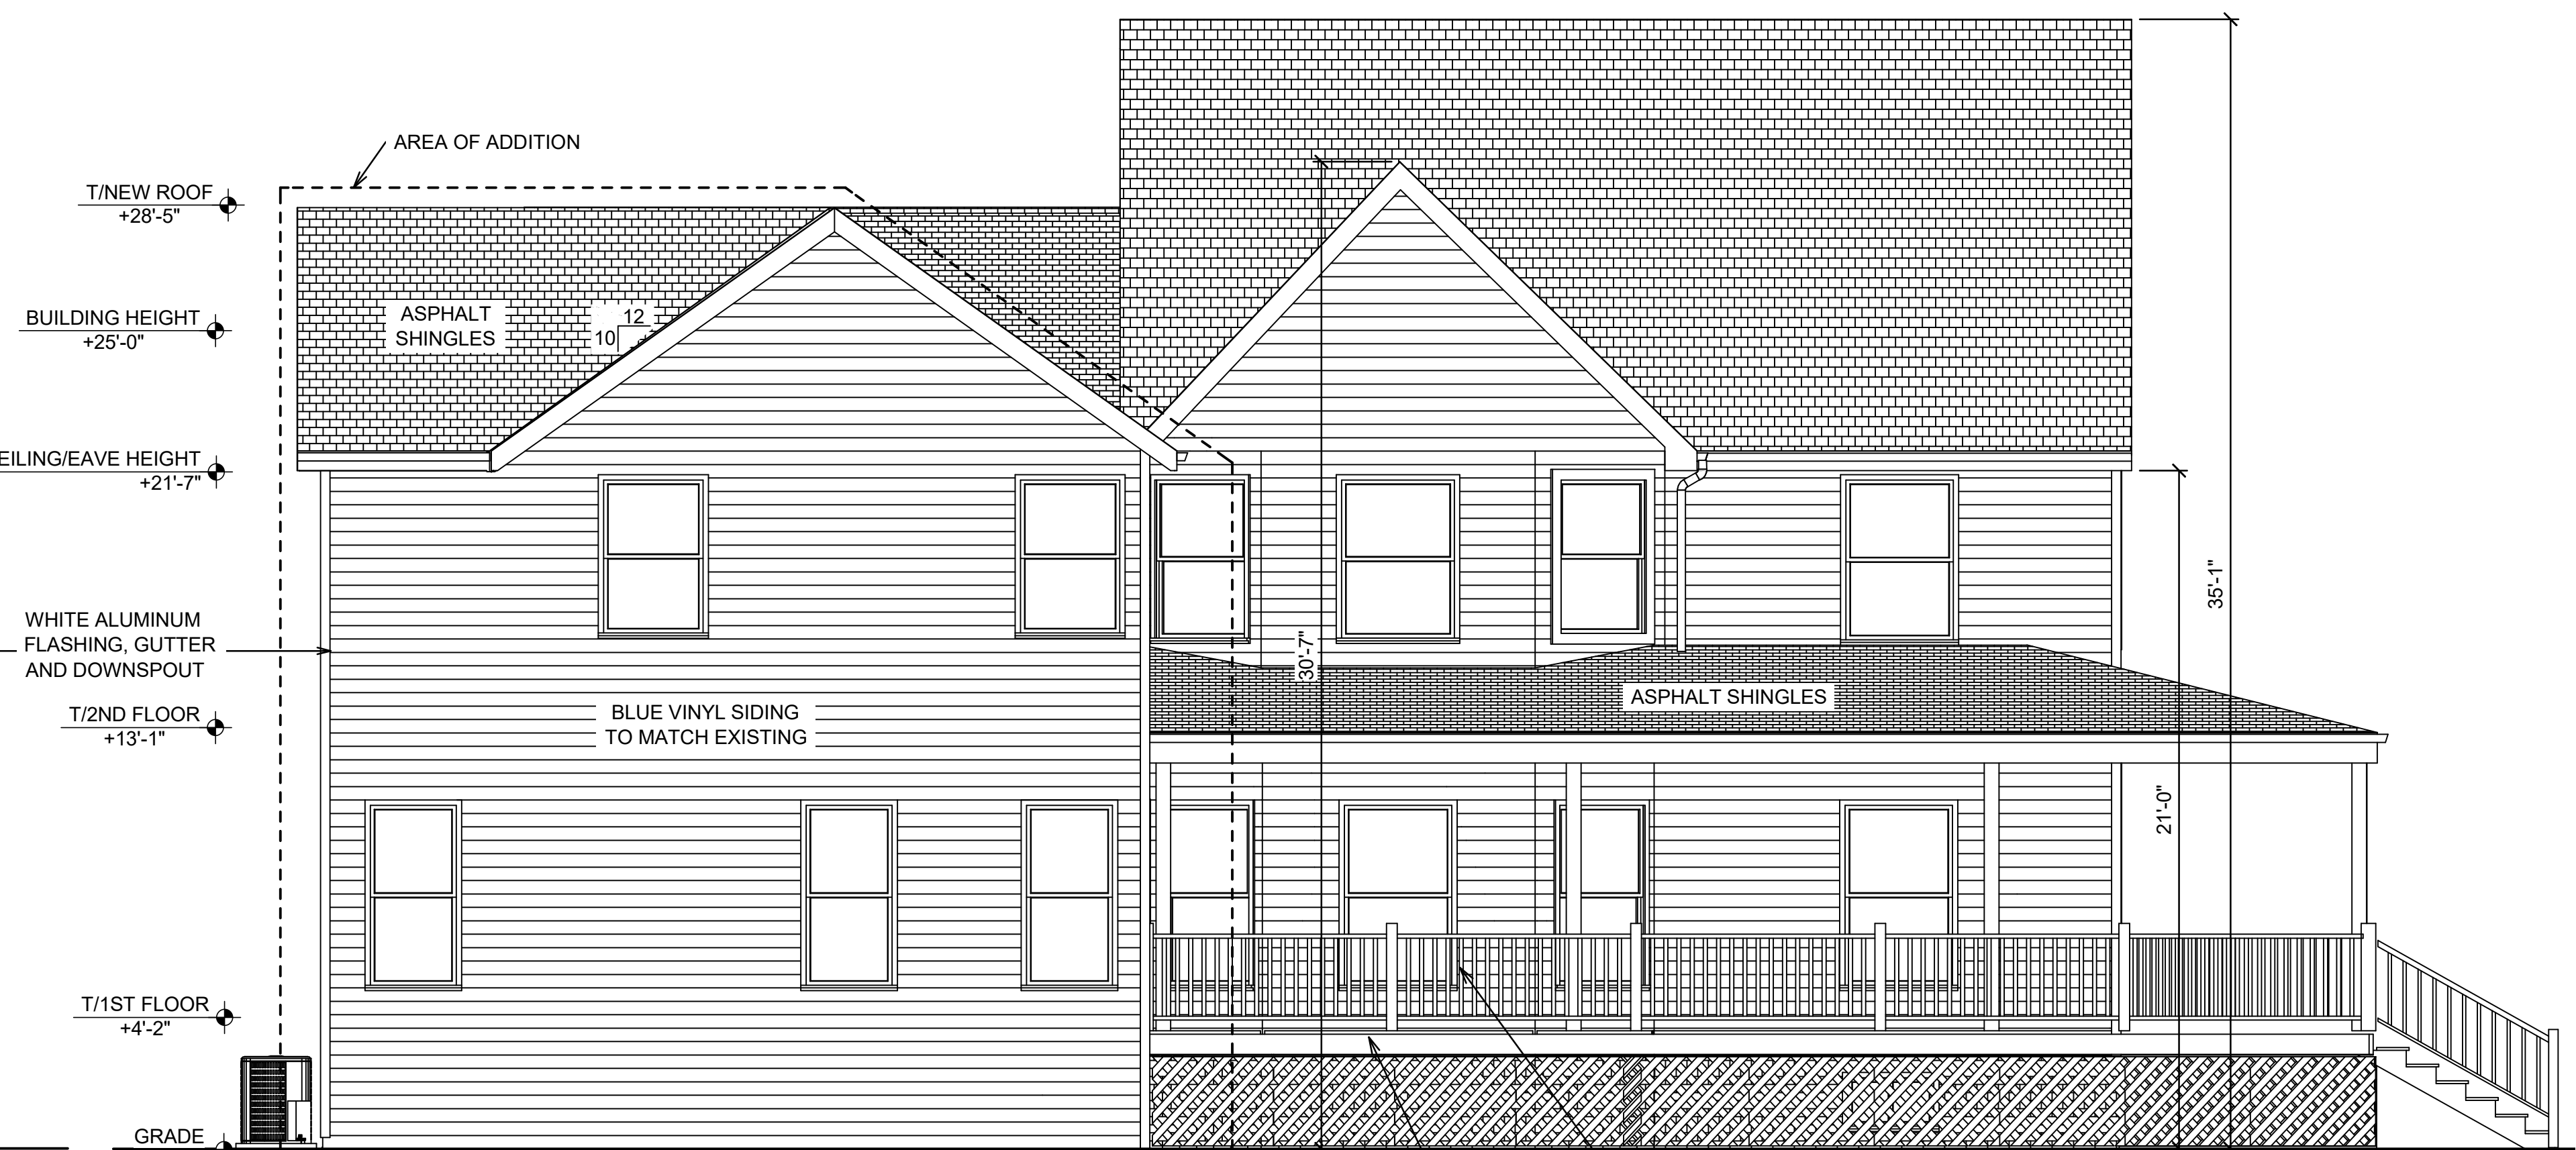 AREA OF ADDITION
T/NEW ROOF
+28'-5"
ASPHALT
SHINGLES
12
10
BUILDING HEIGHT
+25'-0"
EILING/EAVE HEIGHT
+21'-7"
WHITE ALUMINUM
FLASHING, GUTTER
AND DOWNSPOUT
T/2ND FLOOR
+13'-1"
BLUE VINYL SIDING
TO MATCH EXISTING
30'-7"
ASPHALT SHINGLES
35'-1"
21'-0"
T/1ST FLOOR
+4'-2"
GRADE